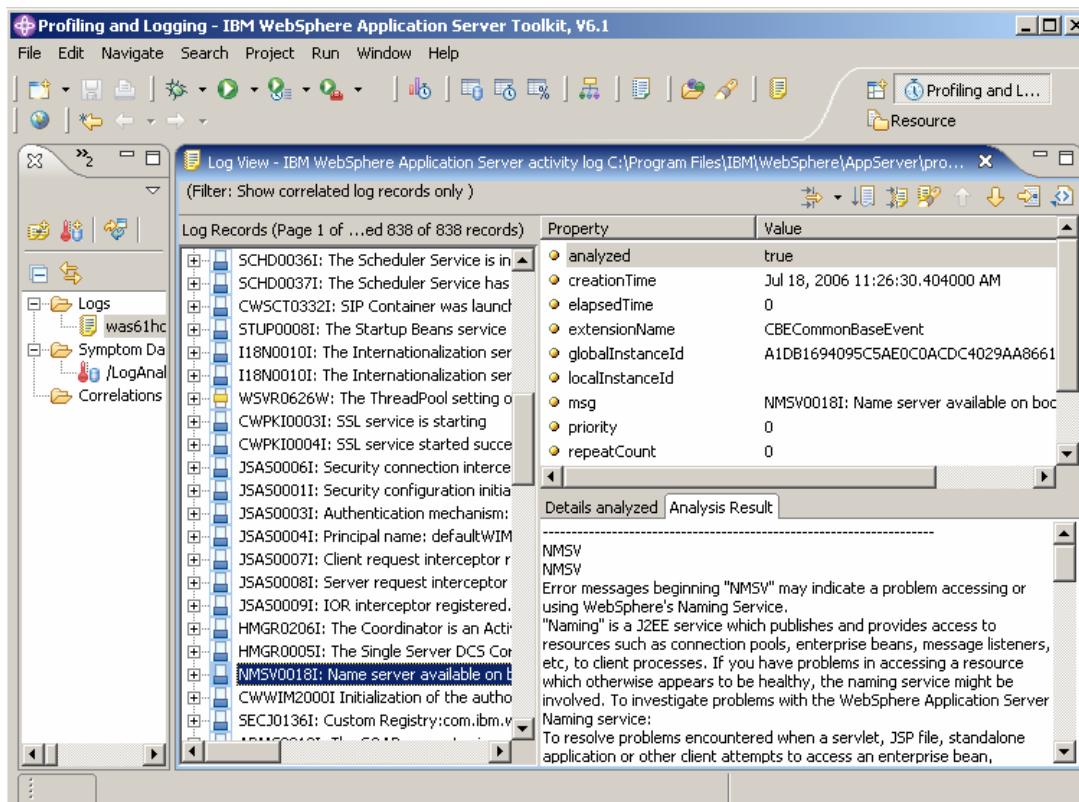 Profiling and Logging - IBM WebSphere Application Server Toolkit, V6.1
File Edit Navigate Search Project Run Window Help
Profiling and L...
Resource
»2
Log View - IBM WebSphere Application Server activity log C:\Program Files\IBM\WebSphere\AppServer\pro...
(Filter: Show correlated log records only )
Logs
was61hc
Symptom Da
/LogAnal
Correlations
Log Records (Page 1 of ...ed 838 of 838 records)
SCHD0036I: The Scheduler Service is in
SCHD0037I: The Scheduler Service has
CWSCT0332I: SIP Container was launch
STUP0008I: The Startup Beans service
I18N0010I: The Internationalization ser
I18N0010I: The Internationalization ser
WSVR0626W: The ThreadPool setting o
CWPKI0003I: SSL service is starting
CWPKI0004I: SSL service started succe
JSAS0006I: Security connection interce
JSAS0001I: Security configuration initia
JSAS0003I: Authentication mechanism:
JSAS0004I: Principal name: defaultWIM
JSAS0007I: Client request interceptor r
JSAS0008I: Server request interceptor
JSAS0009I: IOR interceptor registered.
HMGR0206I: The Coordinator is an Acti
HMGR0005I: The Single Server DCS Cor
NMSV0018I: Name server available on b
CWWIM2000I Initialization of the autho
SECJ0136I: Custom Registry:com.ibm.w
Property Value
analyzed true
creationTime Jul 18, 2006 11:26:30.404000 AM
elapsedTime 0
extensionName CBECommonBaseEvent
globalInstanceId A1DB1694095C5AE0C0ACDC4029AA8661
localInstanceId
msg NMSV0018I: Name server available on boo
priority 0
repeatCount 0
Details analyzed Analysis Result
------------------------------------------------------------------------------
NMSV
NMSV
Error messages beginning "NMSV" may indicate a problem accessing or
using WebSphere's Naming Service.
"Naming" is a J2EE service which publishes and provides access to
resources such as connection pools, enterprise beans, message listeners,
etc, to client processes. If you have problems in accessing a resource
which otherwise appears to be healthy, the naming service might be
involved. To investigate problems with the WebSphere Application Server
Naming service:
To resolve problems encountered when a servlet, JSP file, standalone
application or other client attempts to access an enterprise bean,